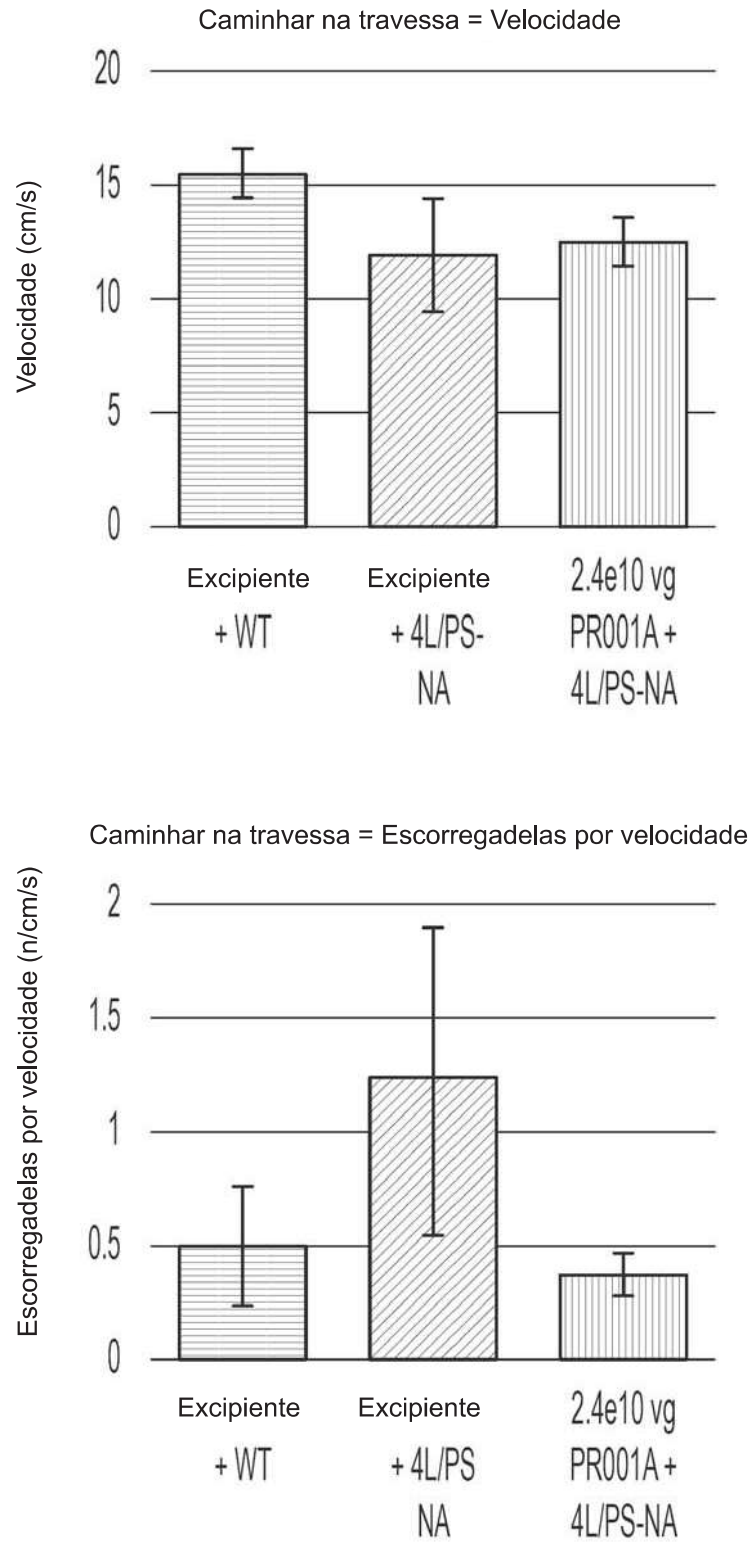 Caminhar na travessa = Velocidade
Velocidade (cm/s)
20
15
10
5
0
Excipiente Excipiente 2.4e10 vg
+ WT + 4L/PS- PR001A +
NA 4L/PS-NA
Caminhar na travessa = Escorregadelas por velocidade
Escorregadelas por velocidade (n/cm/s)
2
1.5
1
0.5
0
Excipiente Excipiente 2.4e10 vg
+ WT + 4L/PS PR001A +
NA 4L/PS-NA